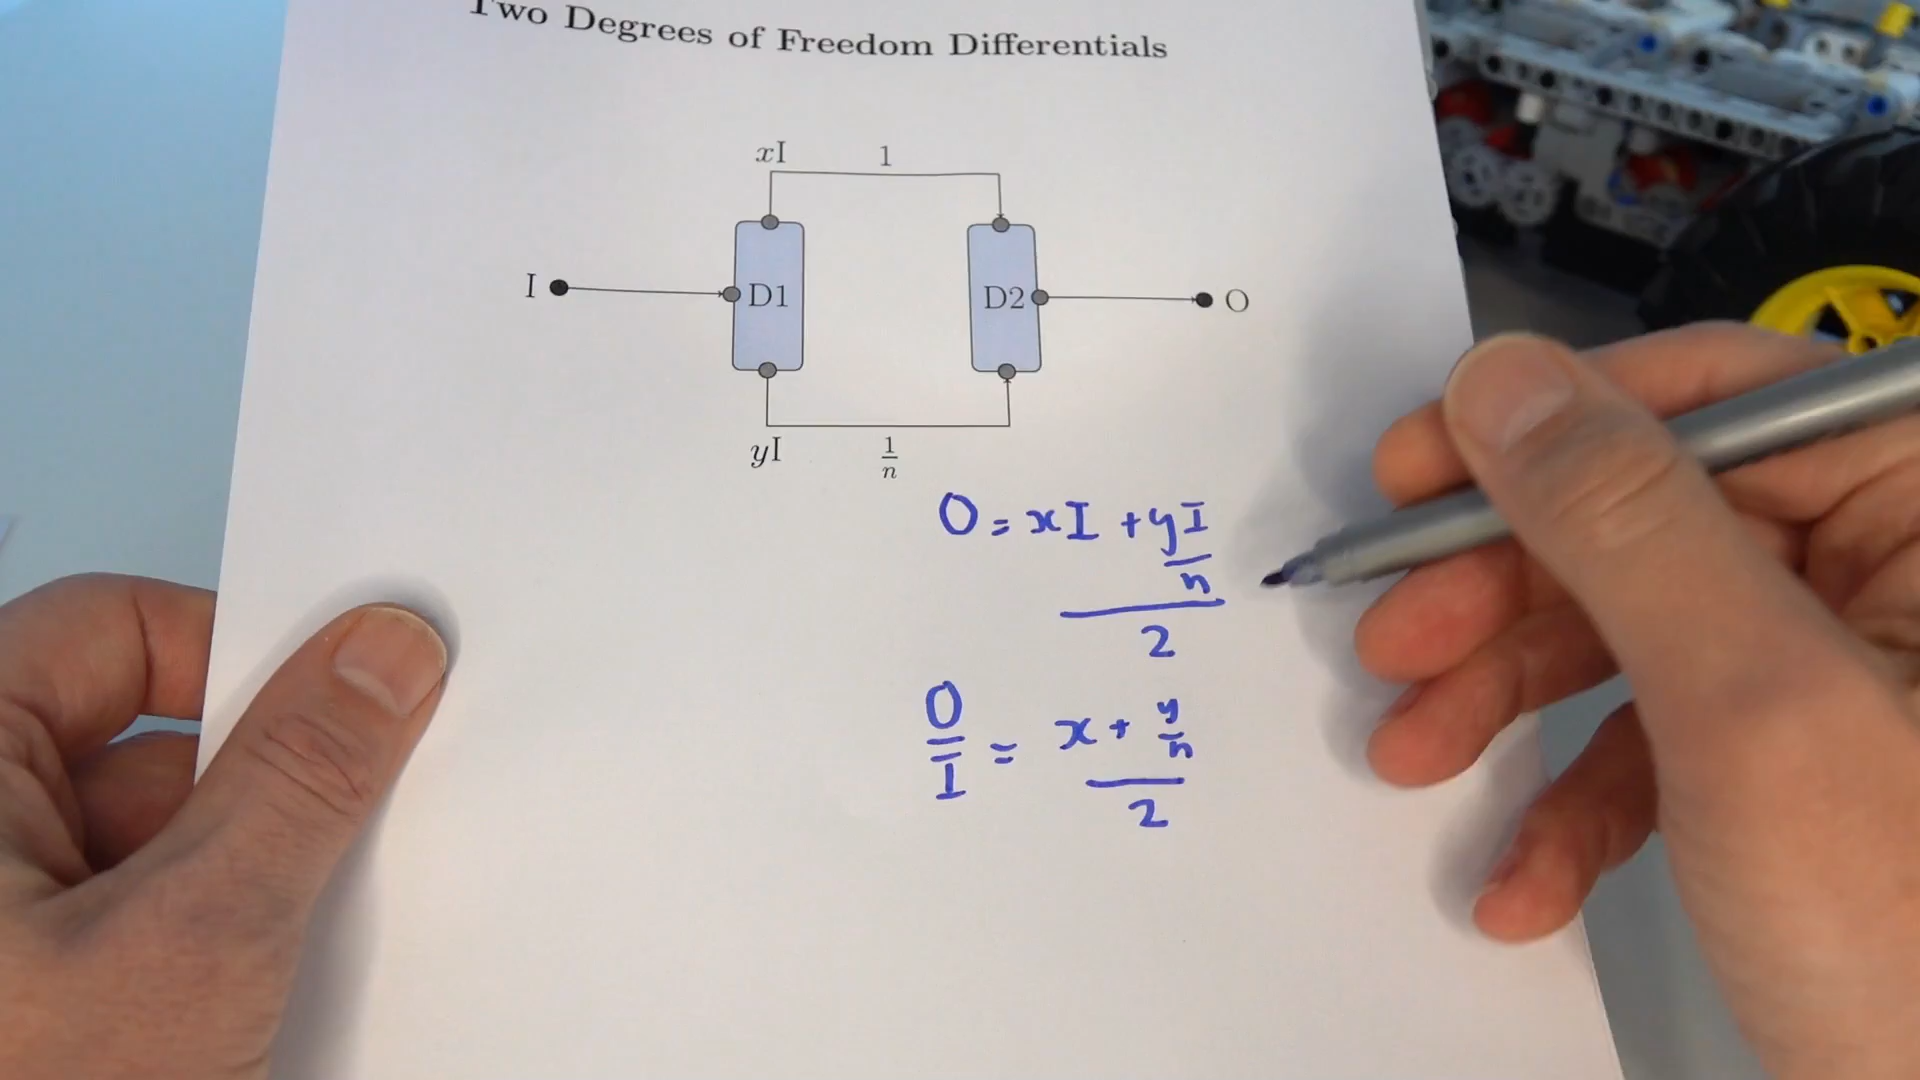 Two Degrees of Freedom Differentials
xI 1
I D1 D2 O
yI 1/n
O = xI + yI/n
2
O/I = x + y/n
2